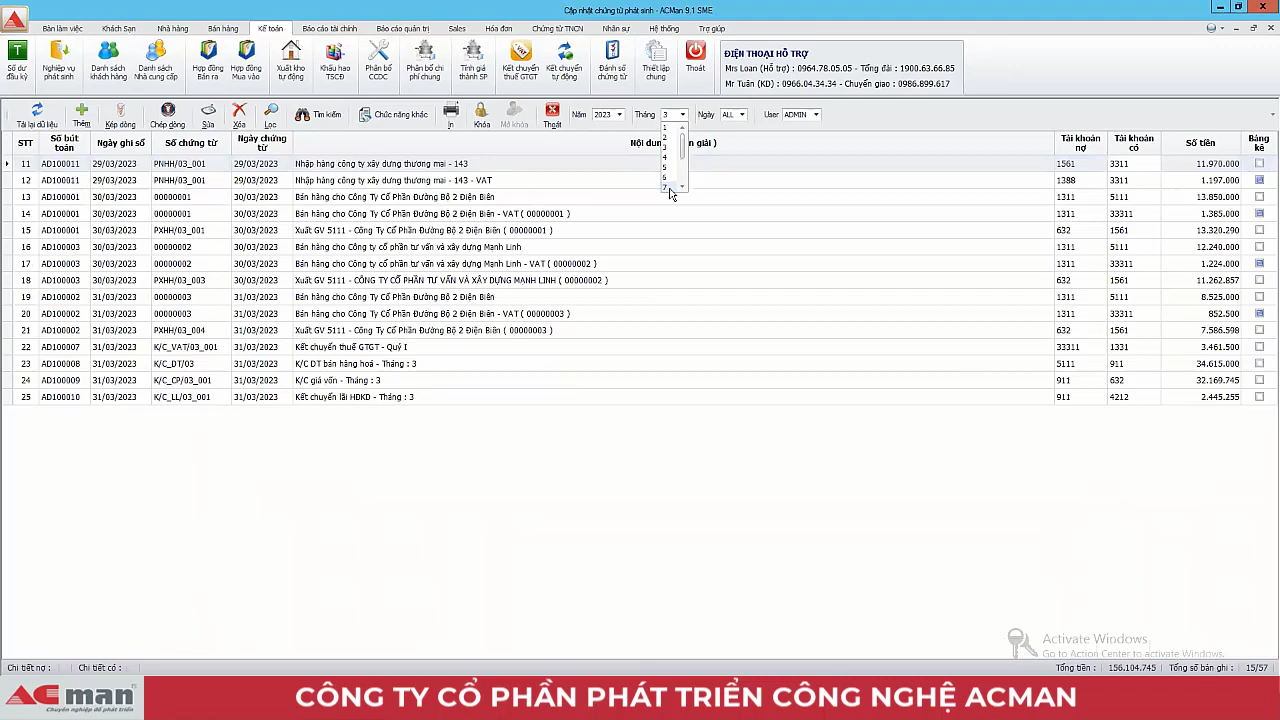 Cập nhật chứng từ phát sinh - ACMan 9.1 SME
Bàn làm việc Khách Sạn Nhà hàng Bán hàng Kế toán Báo cáo tài chính Báo cáo quản trị Sales Hóa đơn Chứng từ TNCN Nhân sự Hệ thống Trợ giúp
Số dư đầu kỳ
Nghiệp vụ phát sinh
Danh sách khách hàng
Danh sách Nhà cung cấp
Hợp đồng Bán ra
Hợp đồng Mua vào
Xuất kho tự động
Khấu hao TSCĐ
Phân bổ CCDC
Phân bổ chi phí chung
Tính giá thành SP
Kết chuyển thuế GTGT
Kết chuyển tự động
Đánh số chứng từ
Thiết lập chung
Thoát
ĐIỆN THOẠI HỖ TRỢ
Mrs Loan (Hỗ trợ) : 0964.78.05.05 - Tổng đài : 1900.63.66.85
Mr Tuân (KD) : 0966.04.34.34 - Chuyển giao : 0986.899.617
Tải lại dữ liệu Thêm Kép dòng Chép dòng Sửa Xóa Lọc Tìm kiếm Chức năng khác In Khóa Mở khóa Thoát Năm 2023 Tháng 3 Ngày ALL User ADMIN
1
2
3
4
5
6
7
STT Số bút toán Ngày ghi sổ Số chứng từ Ngày chứng từ Tài khoản nợ Tài khoản có Số tiền Bảng kê
11 AD100011 29/03/2023 PNHH/03_001 29/03/2023 Nhập hàng công ty xây dưng thương mai - 143 1561 3311 11.970.000
12 AD100011 29/03/2023 PNHH/03_001 29/03/2023 Nhập hàng công ty xây dưng thương mai - 143 - VAT 1388 3311 1.197.000
13 AD100001 30/03/2023 00000001 30/03/2023 Bán hàng cho Công Ty Cổ Phần Đường Bộ 2 Điện Biên 1311 5111 13.850.000
14 AD100001 30/03/2023 00000001 30/03/2023 Bán hàng cho Công Ty Cổ Phần Đường Bộ 2 Điện Biên - VAT ( 00000001 ) 1311 33311 1.385.000
15 AD100001 30/03/2023 PXHH/03_001 30/03/2023 Xuất GV 5111 - Công Ty Cổ Phần Đường Bộ 2 Điện Biên ( 00000001 ) 632 1561 13.320.290
16 AD100003 30/03/2023 00000002 30/03/2023 Bán hàng cho Công ty cổ phần tư vấn và xây dựng Mạnh Linh 1311 5111 12.240.000
17 AD100003 30/03/2023 00000002 30/03/2023 Bán hàng cho Công ty cổ phần tư vấn và xây dựng Mạnh Linh - VAT ( 00000002 ) 1311 33311 1.224.000
18 AD100003 30/03/2023 PXHH/03_003 30/03/2023 Xuất GV 5111 - CÔNG TY CỔ PHẦN TƯ VẤN VÀ XÂY DỰNG MẠNH LINH ( 00000002 ) 632 1561 11.262.857
19 AD100002 31/03/2023 00000003 31/03/2023 Bán hàng cho Công Ty Cổ Phần Đường Bộ 2 Điện Biên 1311 5111 8.525.000
20 AD100002 31/03/2023 00000003 31/03/2023 Bán hàng cho Công Ty Cổ Phần Đường Bộ 2 Điện Biên - VAT ( 00000003 ) 1311 33311 852.500
21 AD100002 31/03/2023 PXHH/03_004 31/03/2023 Xuất GV 5111 - Công Ty Cổ Phần Đường Bộ 2 Điện Biên ( 00000003 ) 632 1561 7.586.598
22 AD100007 31/03/2023 K/C_VAT/03_001 31/03/2023 Kết chuyển thuế GTGT - Quý I 33311 1331 3.461.500
23 AD100008 31/03/2023 K/C_DT/03 31/03/2023 K/C DT bán hàng hoá - Tháng : 3 5111 911 34.615.000
24 AD100009 31/03/2023 K/C_CP/03_001 31/03/2023 K/C giá vốn - Tháng : 3 911 632 32.169.745
25 AD100010 31/03/2023 K/C_LL/03_001 31/03/2023 Kết chuyển lãi HĐKD - Tháng : 3 911 4212 2.445.255
Activate Windows
Go to Action Center to activate Windows.
Chi tiết nợ : Chi tiết có : Tổng tiền : 156.104.745 Tổng số bản ghi : 15/57
ACman
Chuyên nghiệp để phát triển
CÔNG TY CỔ PHẦN PHÁT TRIỂN CÔNG NGHỆ ACMAN